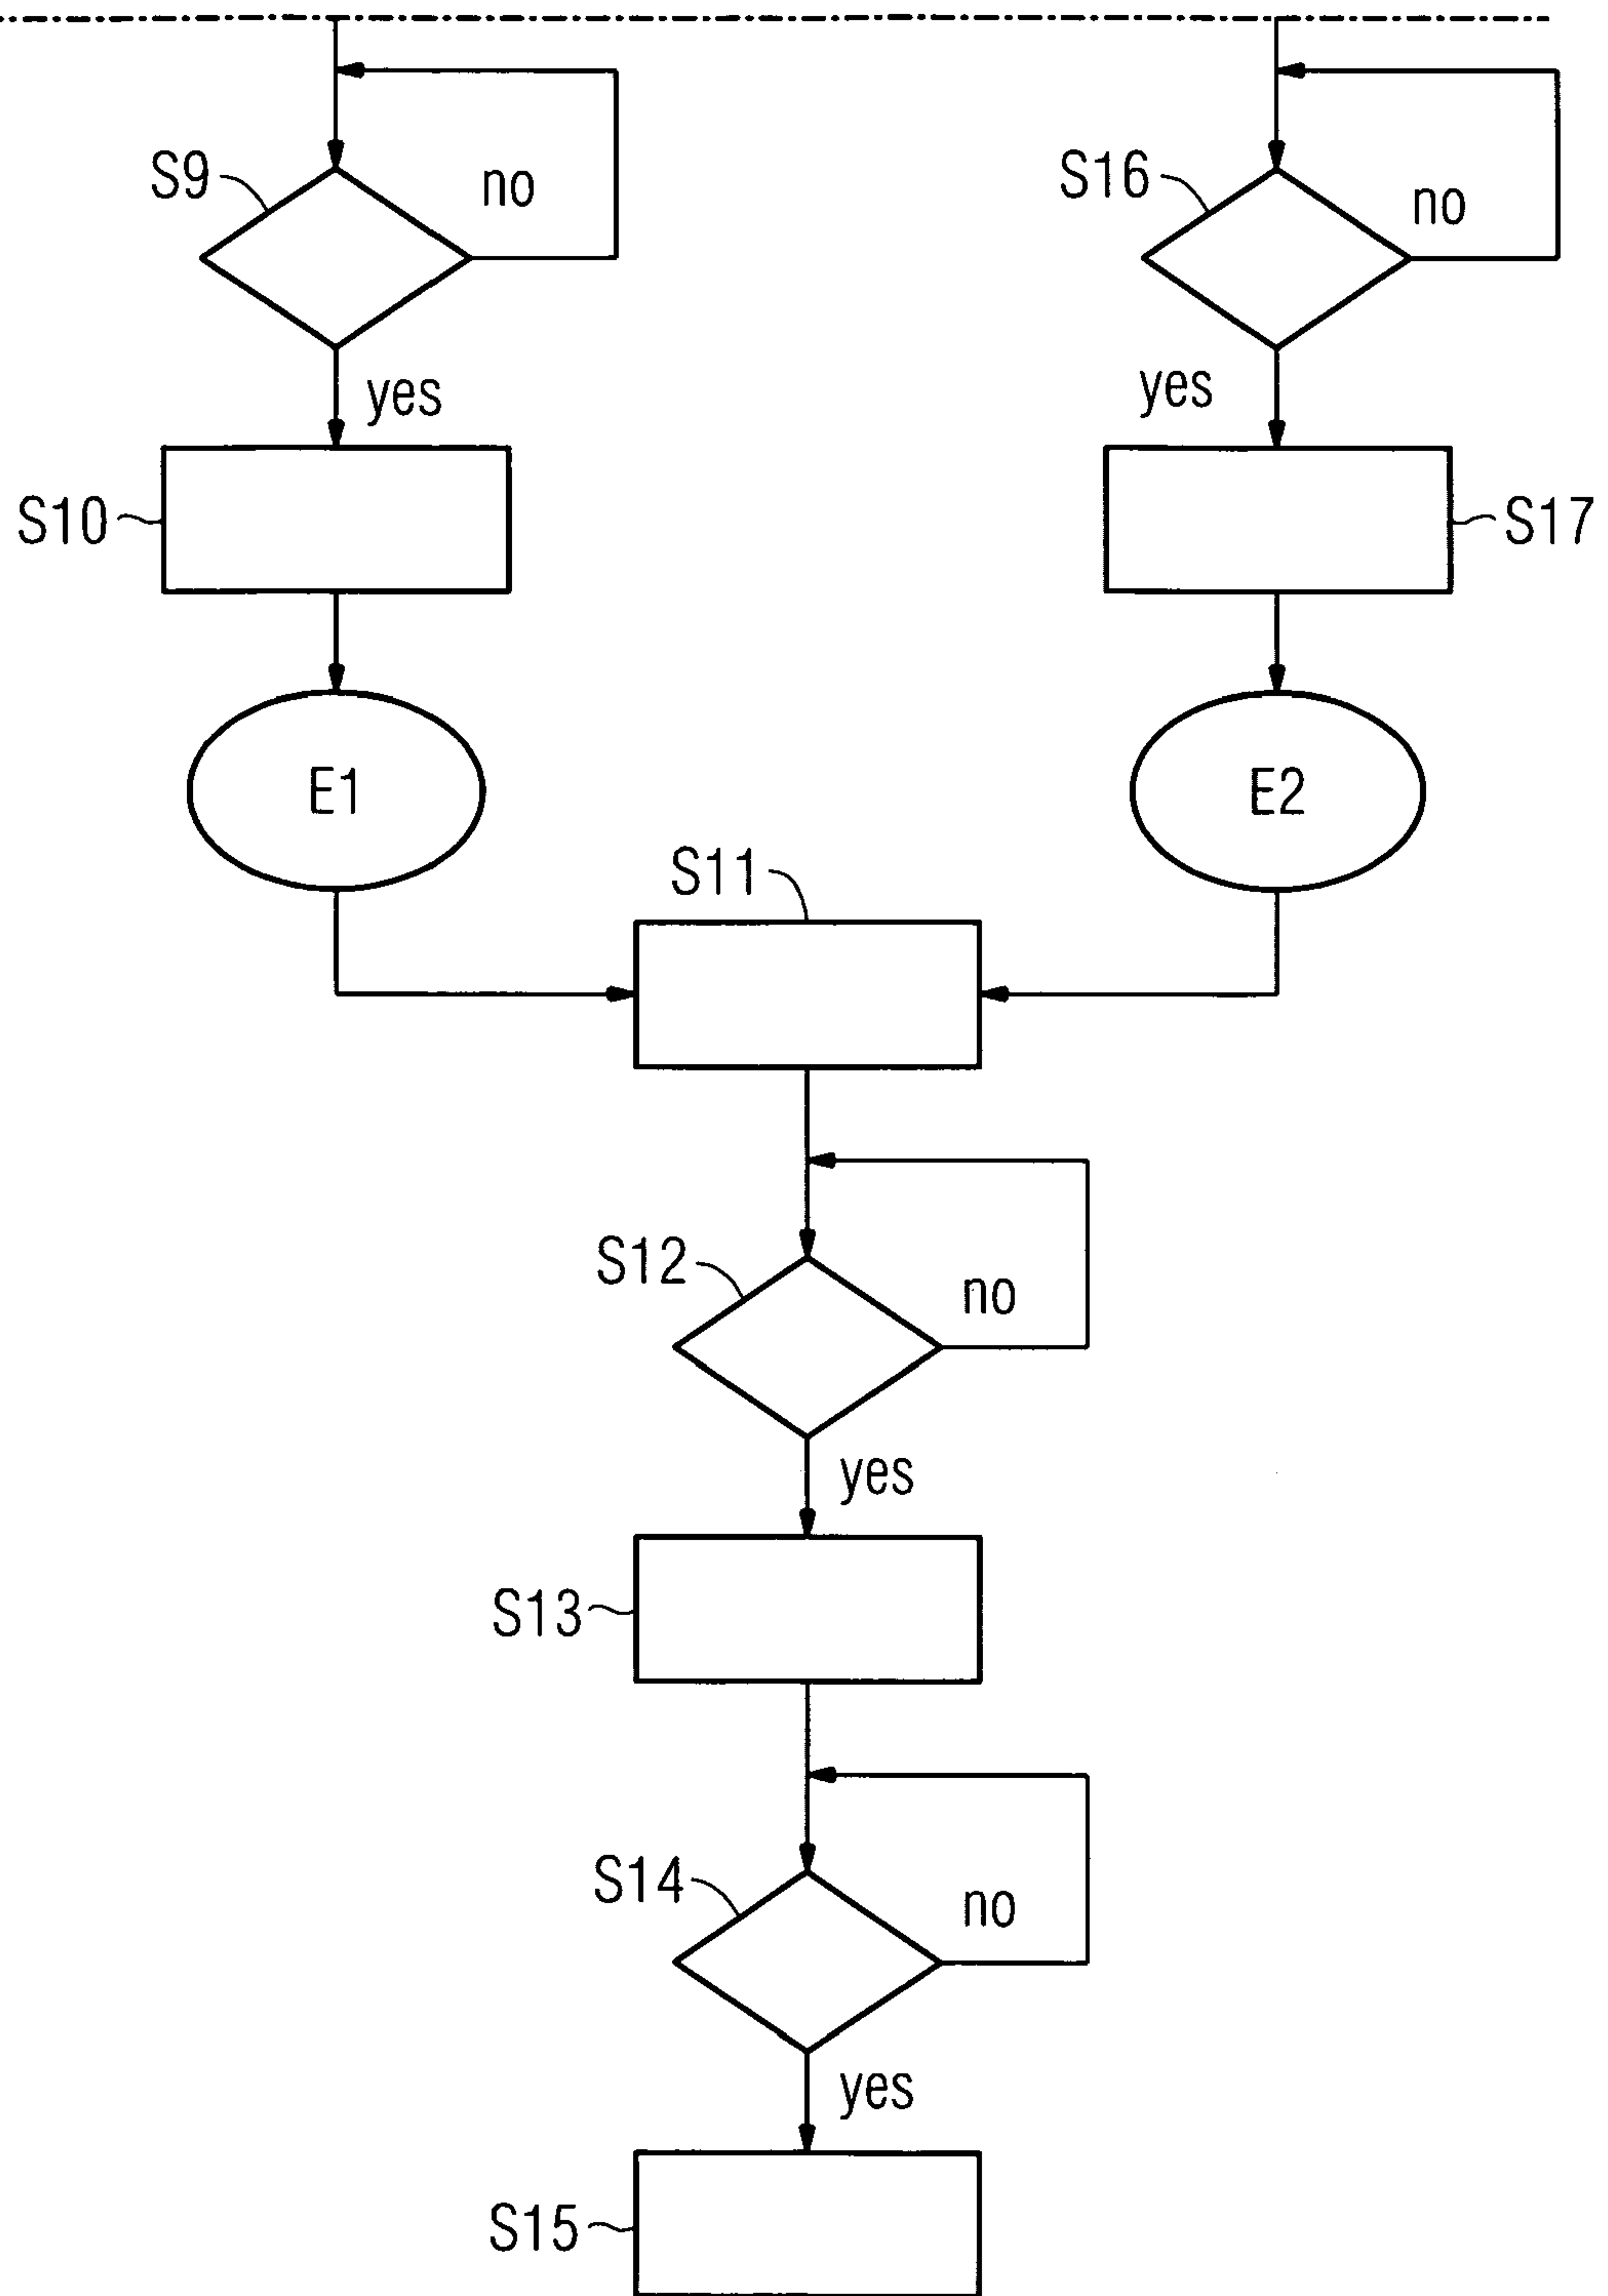 S9
no
S16
no
yes
yes
S10
S17
E1
E2
S11
S12
no
yes
S13
S14
no
yes
S15